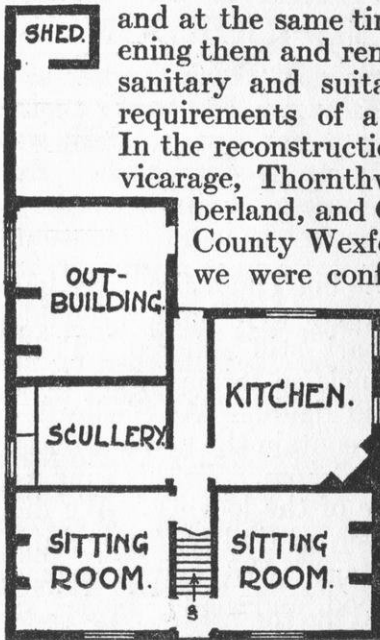 SHED.
and at the same tim
ening them and ren
sanitary and suita
requirements of a
In the reconstructio
vicarage, Thornthw
berland, and
County Wexfo
we were conf
OUT-
BUILDING.
KITCHEN.
SCULLERY.
SITTING
ROOM.
SITTING
ROOM.
S